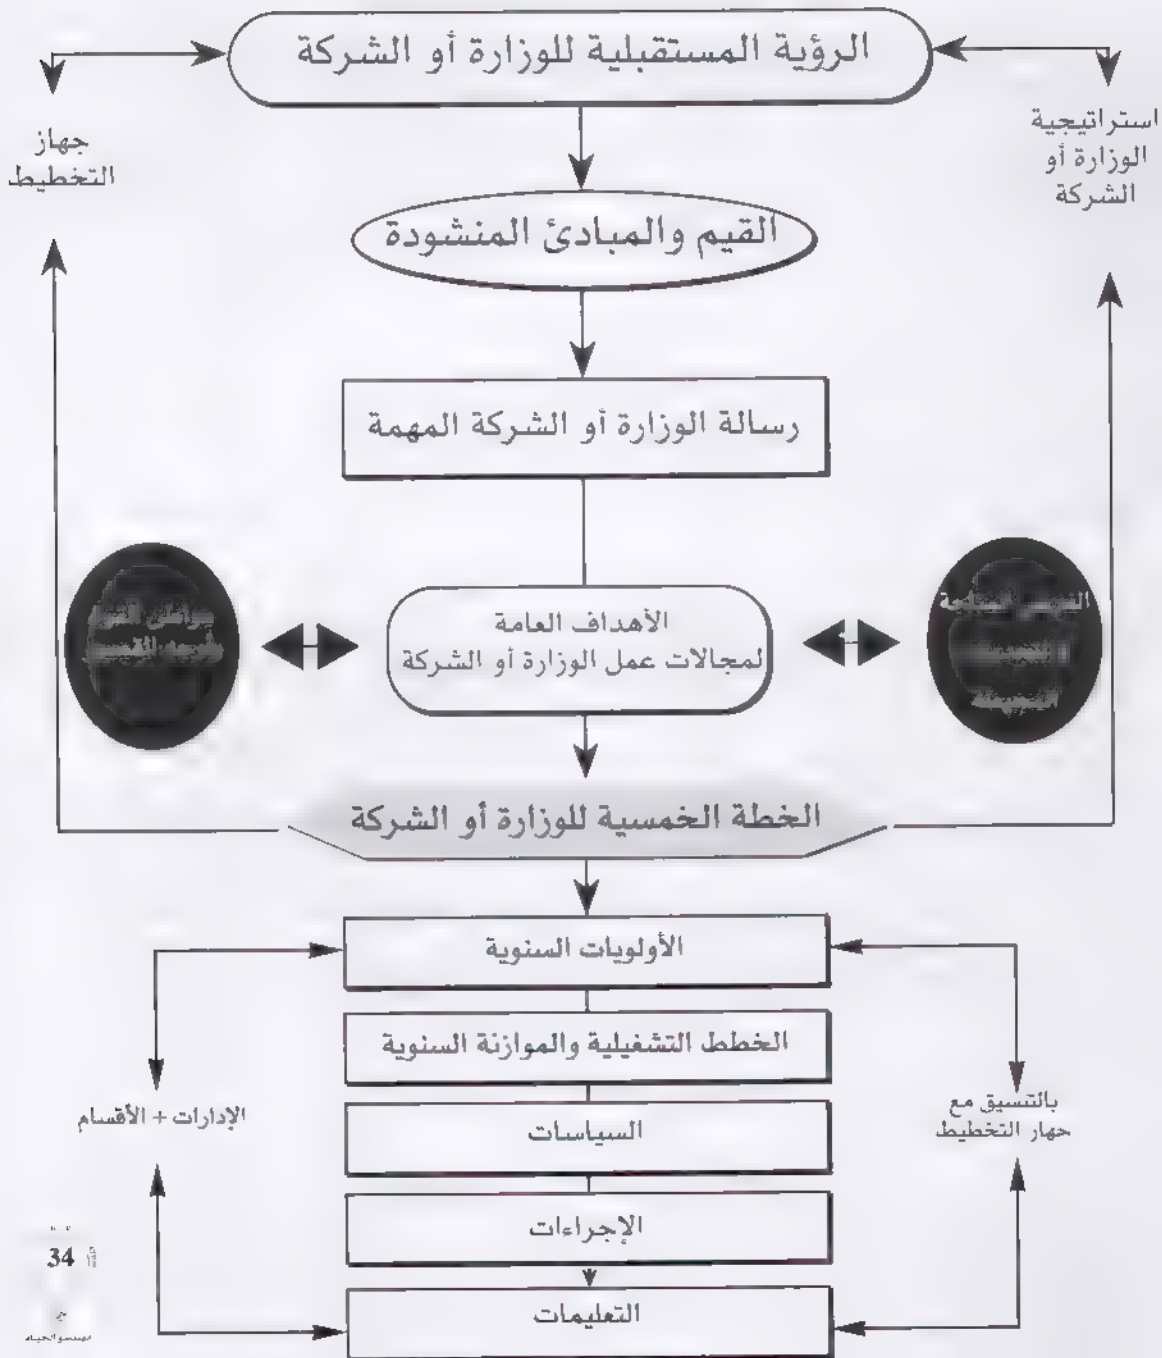 الرؤية المستقبلية للوزارة أو الشركة
استراتيجية
الوزارة أو
الشركة
جهاز
التخطيط
القيم والمبادئ المنشودة
رسالة الوزارة أو الشركة المهمة
الأهداف العامة
لمجالات عمل الوزارة أو الشركة
الخطة الخمسية للوزارة أو الشركة
الأولويات السنوية
الخطط التشغيلية والموازنة السنوية
بالتنسيق مع
جهار التخطيط
الإدارات + الأقسام
السياسات
الإجراءات
التعليمات
34